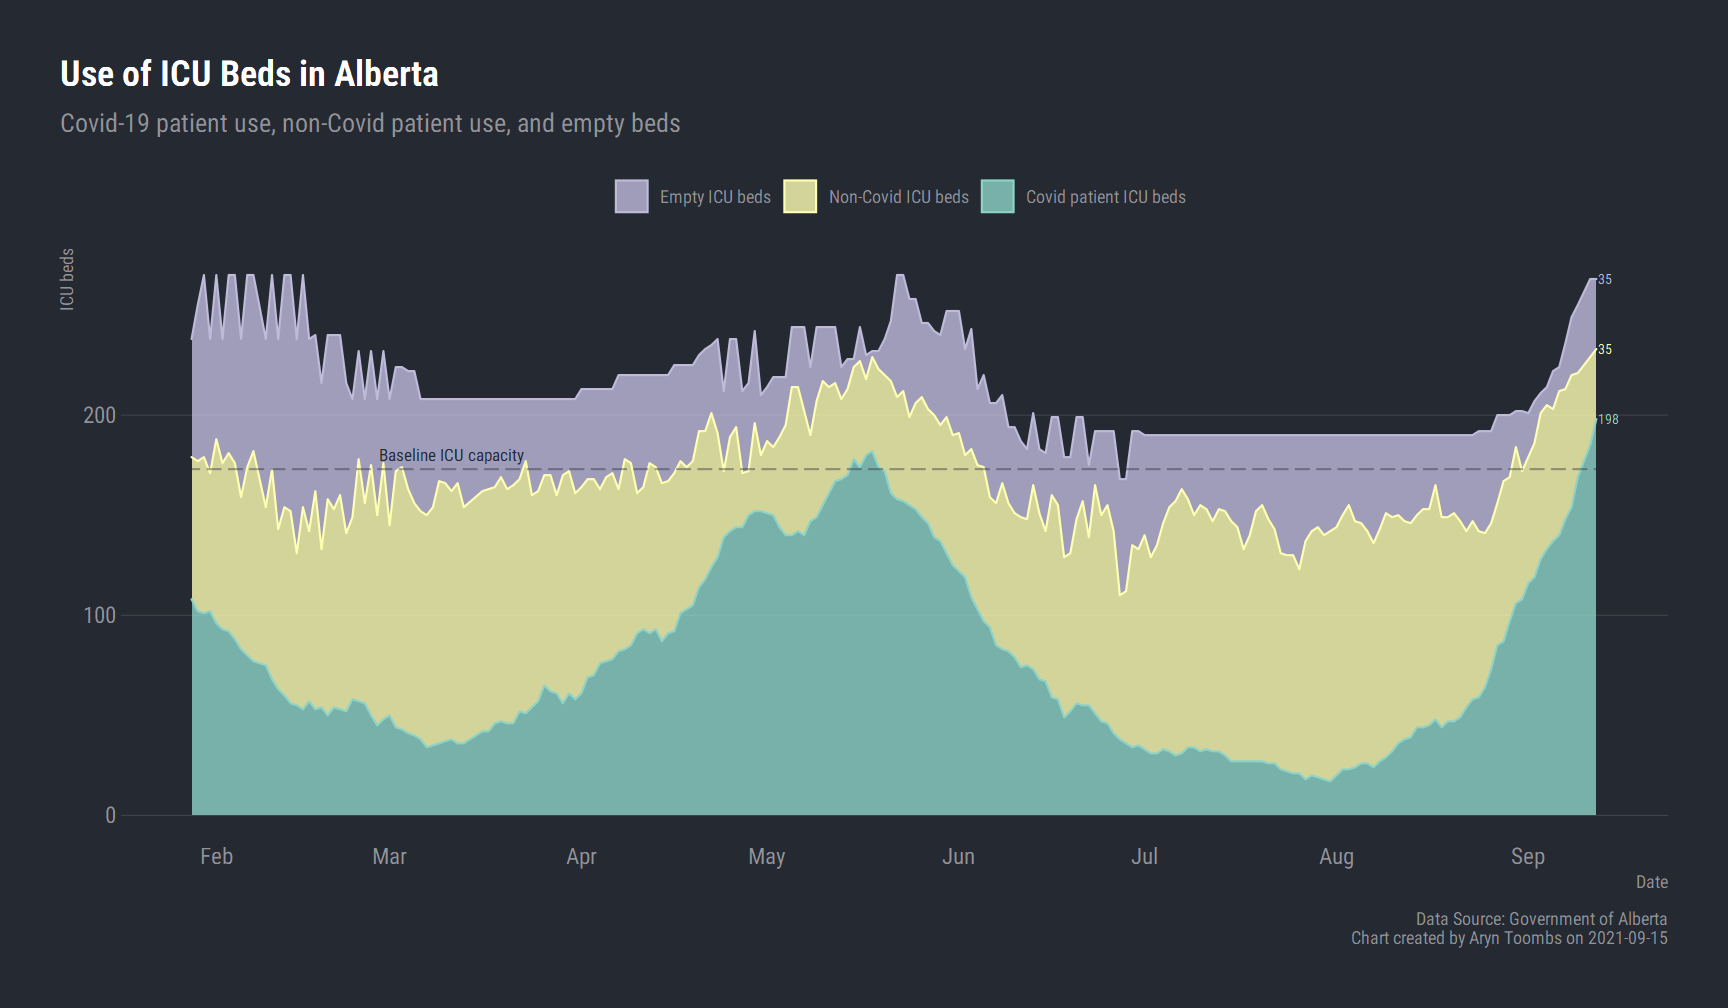 Use of ICU Beds in Alberta
Covid-19 patient use, non-Covid patient use, and empty beds
Empty ICU beds Non-Covid ICU beds Covid patient ICU beds
ICU beds
35
35
200
198
Baseline ICU capacity
100
0
Feb Mar Apr May Jun Jul Aug Sep
Date
Data Source: Government of Alberta
Chart created by Aryn Toombs on 2021-09-15